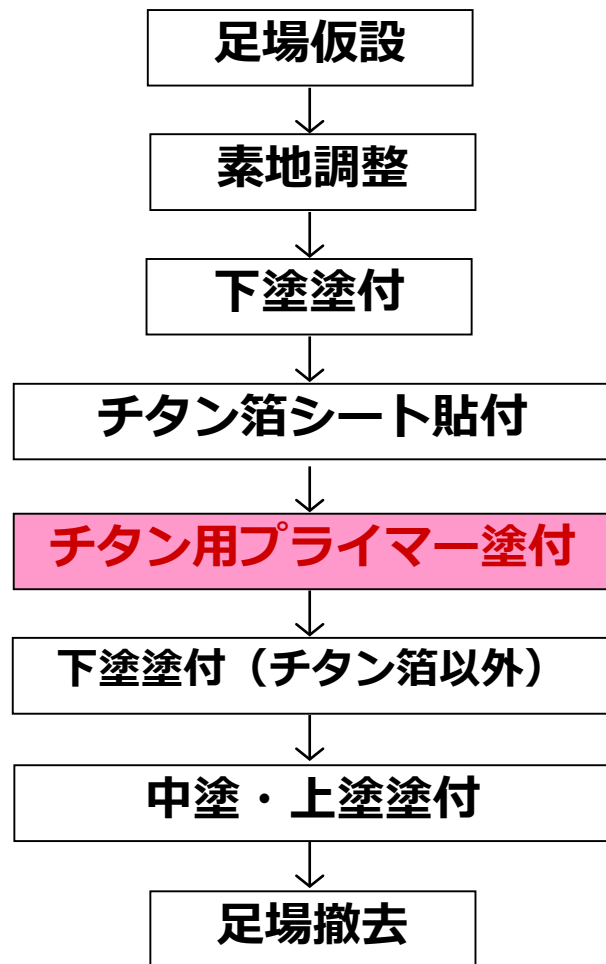 足場仮設
素地調整
下塗塗付
チタン箔シート貼付
チタン用プライマー塗付
下塗塗付（チタン箔以外）
中塗・上塗塗付
足場撤去